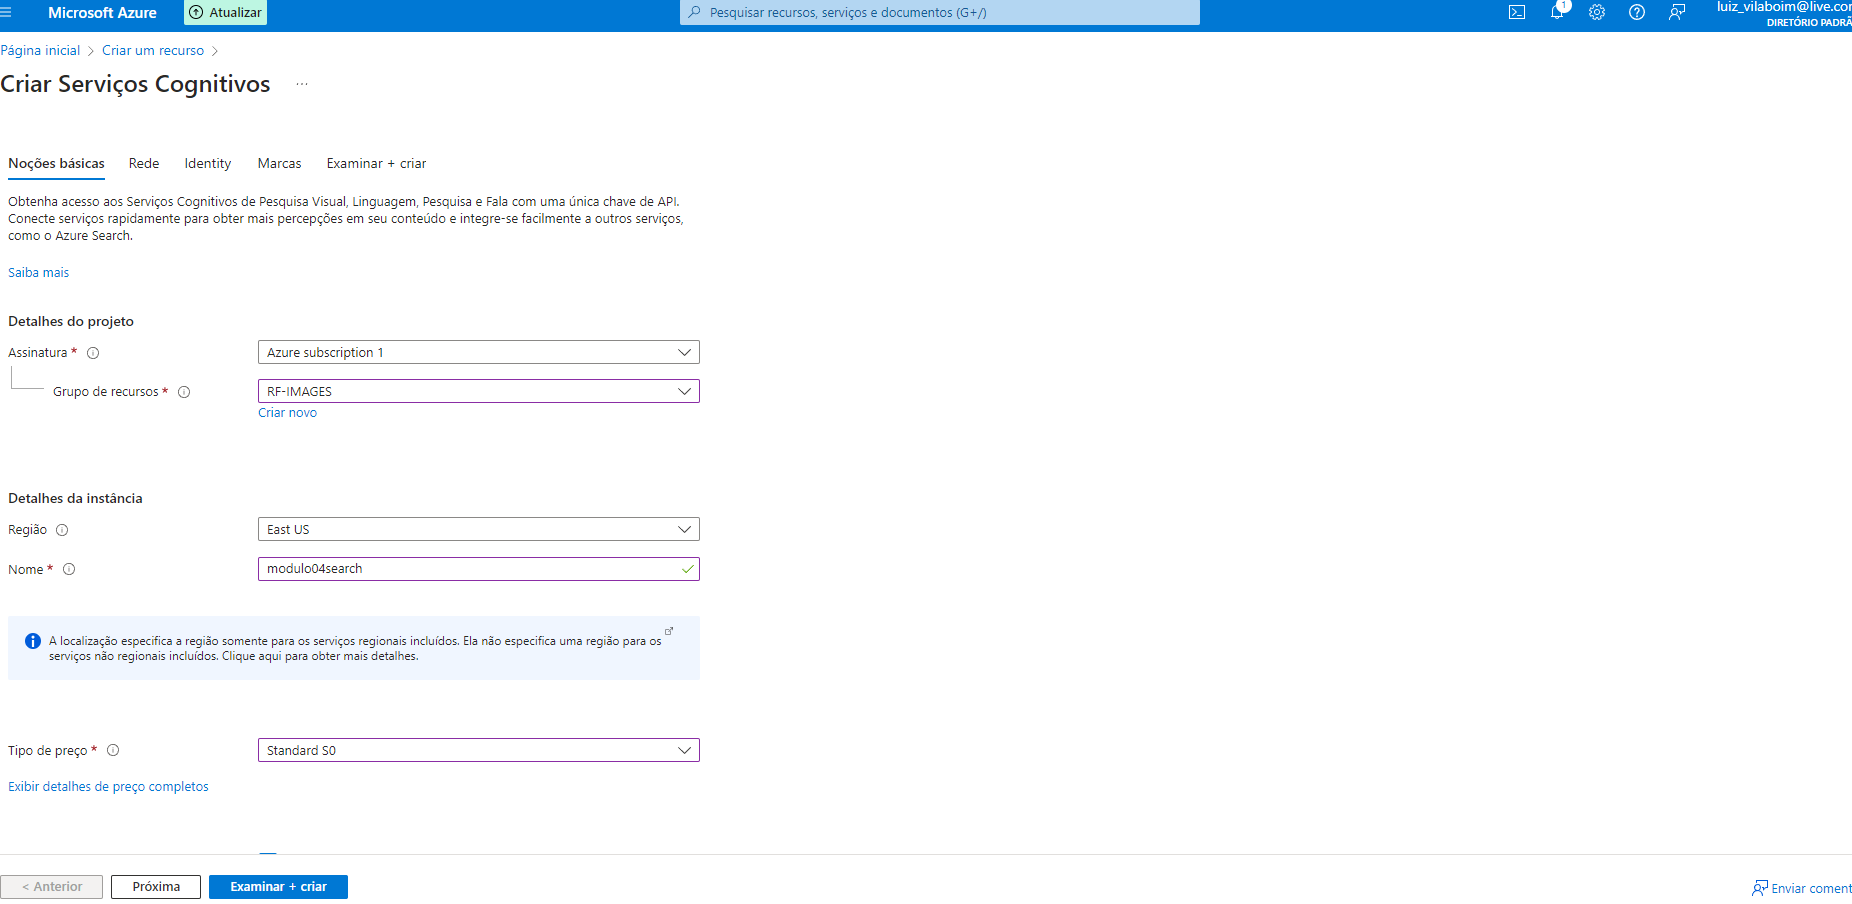 Microsoft Azure
Atualizar
Pesquisar recursos, serviços e documentos (G+/)
1
luiz_vilaboim@live.com
DIRETÓRIO PADRÃ
Página inicial > Criar um recurso >
Criar Serviços Cognitivos ...
Noções básicas Rede Identity Marcas Examinar + criar
Obtenha acesso aos Serviços Cognitivos de Pesquisa Visual, Linguagem, Pesquisa e Fala com uma única chave de API.
Conecte serviços rapidamente para obter mais percepções em seu conteúdo e integre-se facilmente a outros serviços,
como o Azure Search.
Saiba mais
Detalhes do projeto
Assinatura * Azure subscription 1
Grupo de recursos * RF-IMAGES
Criar novo
Detalhes da instância
Região East US
Nome * modulo04search
A localização especifica a região somente para os serviços regionais incluídos. Ela não especifica uma região para os
serviços não regionais incluídos. Clique aqui para obter mais detalhes.
Tipo de preço * Standard S0
Exibir detalhes de preço completos
< Anterior Próxima Examinar + criar
Enviar coment